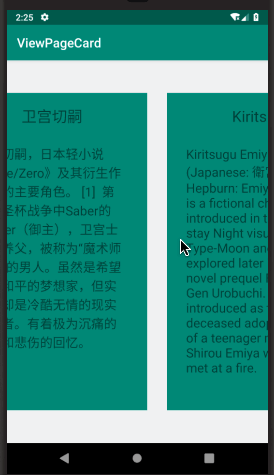 2:25
ViewPageCard
卫宫切嗣
切嗣，日本轻小说
e/Zero》及其衍生作
的主要角色。 [1] 第
圣杯战争中Saber的
er（御主），卫宫士
养父，被称为“魔术师
的男人。虽然是希望
和平的梦想家，但实
却是冷酷无情的现实
者。有着极为沉痛的
和悲伤的回忆。
Kirits
Kiritsugu Emiy
(Japanese: 衛
Hepburn: Emiy
is a fictional ch
introduced in t
stay Night visu
Type-Moon an
explored later
novel prequel
Gen Urobuchi.
introduced as
deceased adop
of a teenager
Shirou Emiya w
met at a fire.